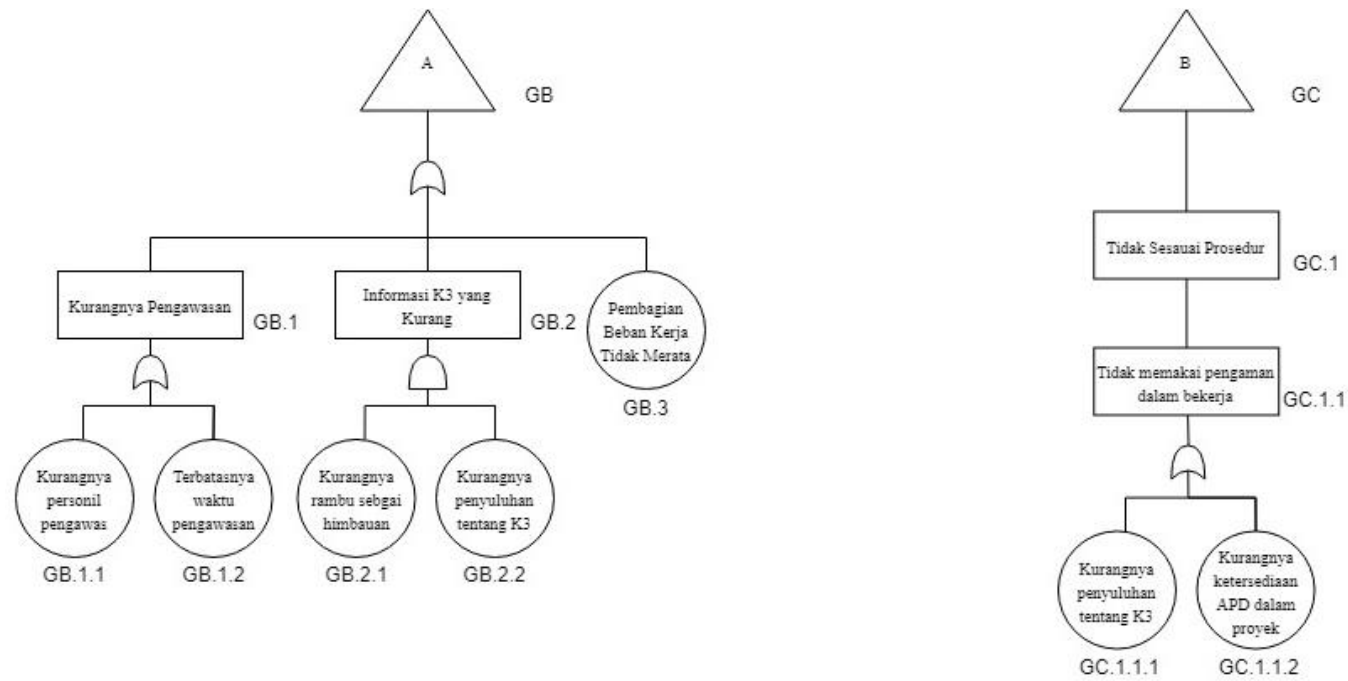 A
GB
Kurangnya Pengawasan
GB.1
Informasi K3 yang
Kurang
GB.2
Pembagian
Beban Kerja
Tidak Merata
GB.3
Kurangnya
personil
pengawas
GB.1.1
Terbatasnya
waktu
pengawasan
GB.1.2
Kurangnya
rambu sebgai
himbauan
GB.2.1
Kurangnya
penyuluhan
tentang K3
GB.2.2
B
GC
Tidak Sesauai Prosedur
GC.1
Tidak memakai pengaman
dalam bekerja
GC.1.1
Kurangnya
penyuluhan
tentang K3
GC.1.1.1
Kurangnya
ketersediaan
APD dalam
proyek
GC.1.1.2